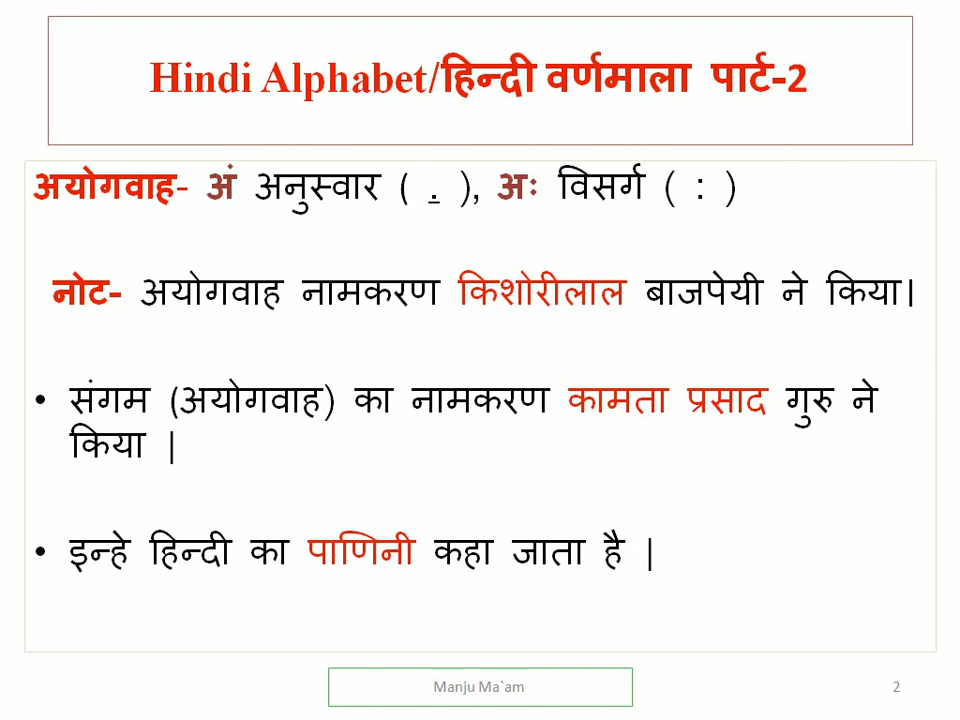 Hindi Alphabet/हिन्दी वर्णमाला पार्ट-2
अयोगवाह- अं अनुस्वार ( . ), अः विसर्ग ( : )
नोट- अयोगवाह नामकरण किशोरीलाल बाजपेयी ने किया।
• संगम (अयोगवाह) का नामकरण कामता प्रसाद गुरु ने
किया |
• इन्हे हिन्दी का पाणिनी कहा जाता है |
Manju Ma`am
2